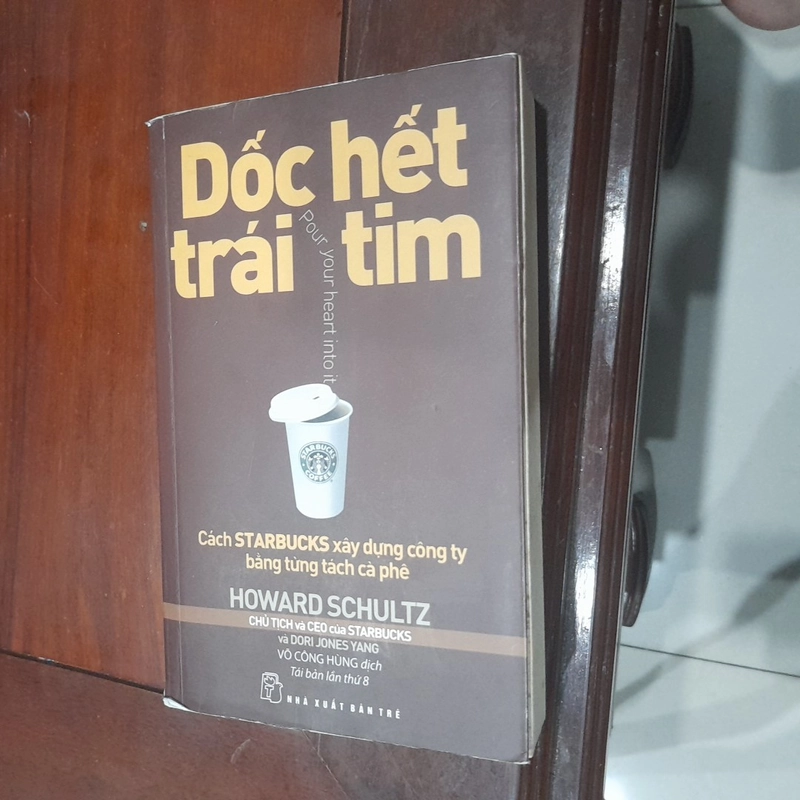 Dốc hết
trái tim
Pour your heart into it
STARBUCKS
COFFEE
Cách STARBUCKS xây dựng công ty
bằng từng tách cà phê
HOWARD SCHULTZ
CHỦ TỊCH và CEO của STARBUCKS
và DORI JONES YANG
VÕ CÔNG HÙNG dịch
Tái bản lần thứ 8
NHÀ XUẤT BẢN TRẺ